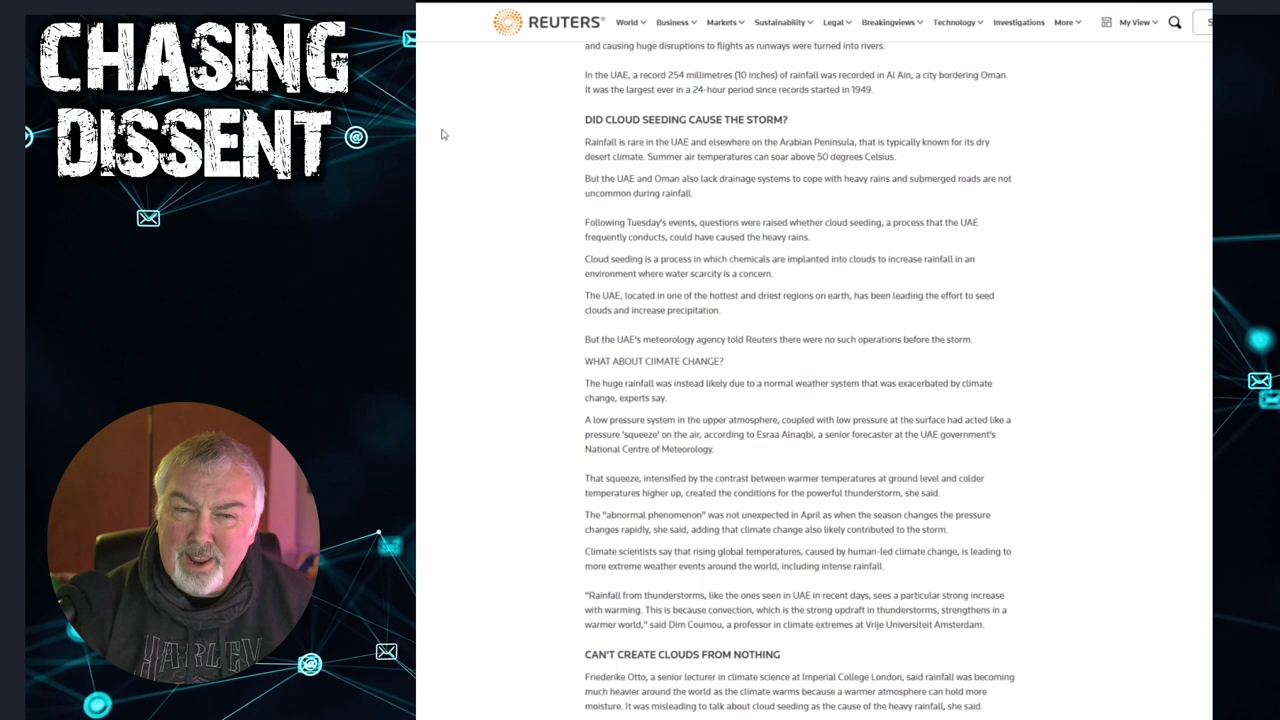 CHASING
DISSENT
REUTERS®
World Business Markets Sustainability Legal Breakingviews Technology Investigations More My View
and causing huge disruptions to flights as runways were turned into rivers.
In the UAE, a record 254 millimetres (10 inches) of rainfall was recorded in Al Ain, a city bordering Oman.
It was the largest ever in a 24-hour period since records started in 1949.
DID CLOUD SEEDING CAUSE THE STORM?
Rainfall is rare in the UAE and elsewhere on the Arabian Peninsula, that is typically known for its dry
desert climate. Summer air temperatures can soar above 50 degrees Celsius.
But the UAE and Oman also lack drainage systems to cope with heavy rains and submerged roads are not
uncommon during rainfall.
Following Tuesday's events, questions were raised whether cloud seeding, a process that the UAE
frequently conducts, could have caused the heavy rains.
Cloud seeding is a process in which chemicals are implanted into clouds to increase rainfall in an
environment where water scarcity is a concern.
The UAE, located in one of the hottest and driest regions on earth, has been leading the effort to seed
clouds and increase precipitation.
But the UAE's meteorology agency told Reuters there were no such operations before the storm.
WHAT ABOUT CLIMATE CHANGE?
The huge rainfall was instead likely due to a normal weather system that was exacerbated by climate
change, experts say.
A low pressure system in the upper atmosphere, coupled with low pressure at the surface had acted like a
pressure 'squeeze' on the air, according to Esraa Alnaqbi, a senior forecaster at the UAE government's
National Centre of Meteorology.
That squeeze, intensified by the contrast between warmer temperatures at ground level and colder
temperatures higher up, created the conditions for the powerful thunderstorm, she said.
The "abnormal phenomenon" was not unexpected in April as when the season changes the pressure
changes rapidly, she said, adding that climate change also likely contributed to the storm.
Climate scientists say that rising global temperatures, caused by human-led climate change, is leading to
more extreme weather events around the world, including intense rainfall.
"Rainfall from thunderstorms, like the ones seen in UAE in recent days, sees a particular strong increase
with warming. This is because convection, which is the strong updraft in thunderstorms, strengthens in a
warmer world," said Dim Coumou, a professor in climate extremes at Vrije Universiteit Amsterdam.
CAN'T CREATE CLOUDS FROM NOTHING
Friederike Otto, a senior lecturer in climate science at Imperial College London, said rainfall was becoming
much heavier around the world as the climate warms because a warmer atmosphere can hold more
moisture. It was misleading to talk about cloud seeding as the cause of the heavy rainfall, she said.
HARLEY